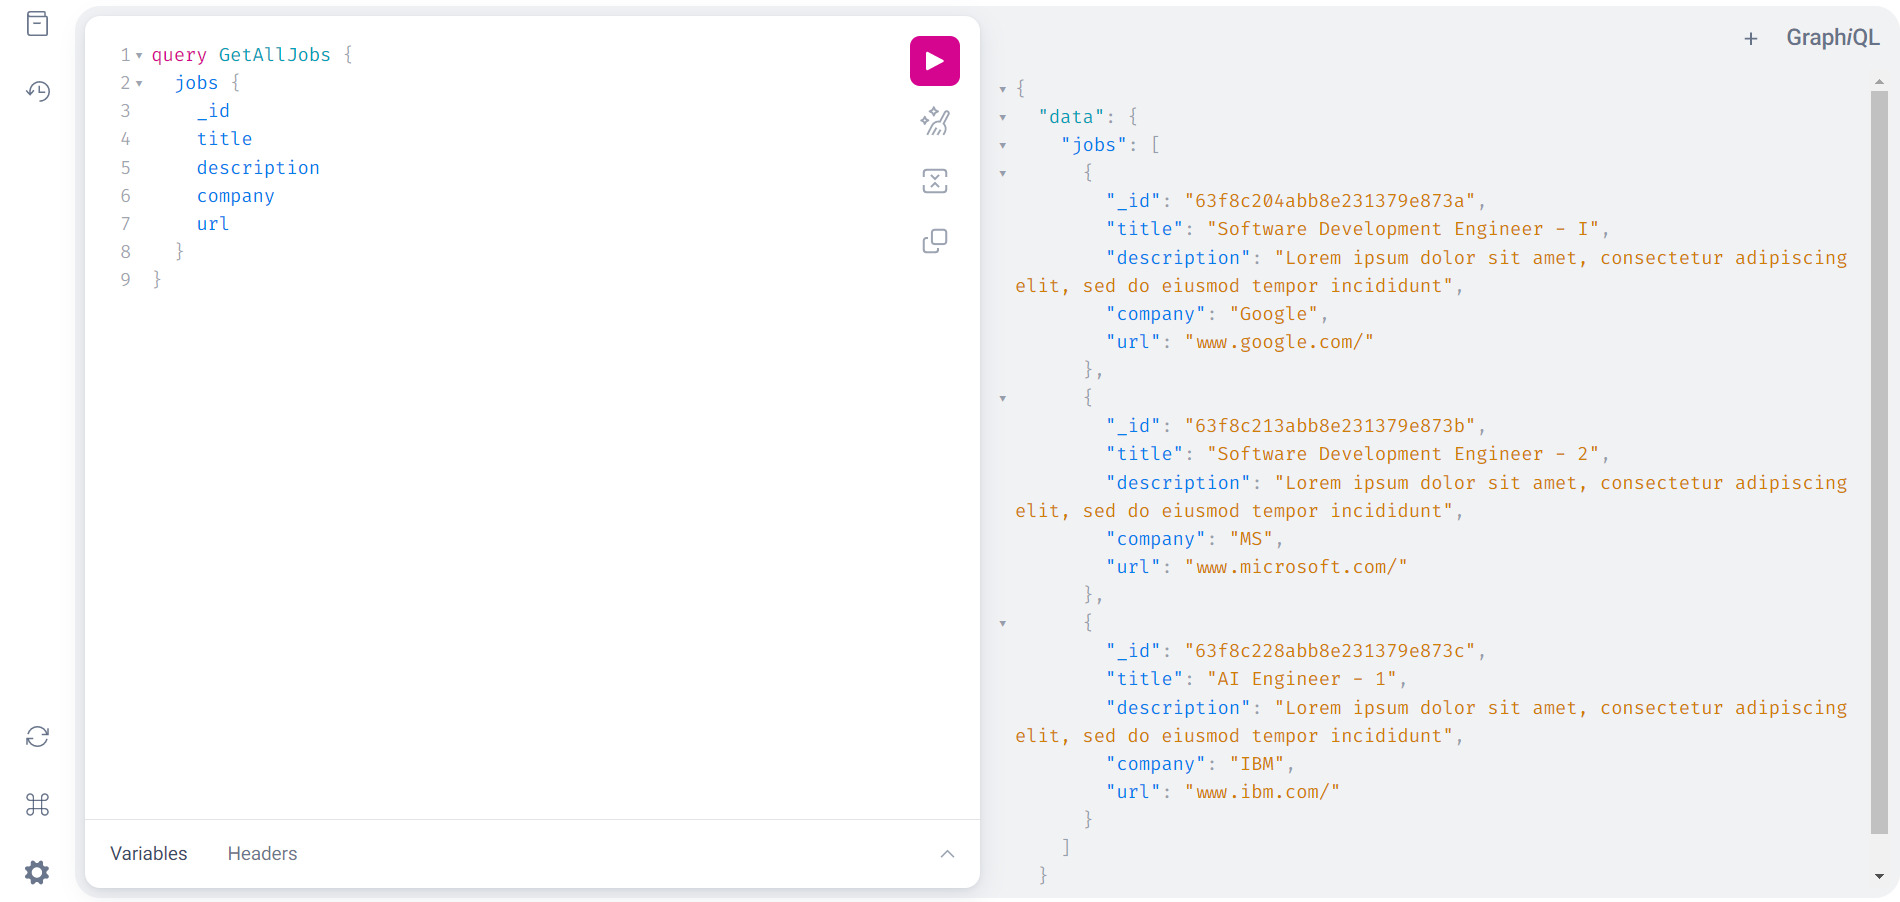 1 query GetAllJobs {
2 jobs {
3 _id
4 title
5 description
6 company
7 url
8 }
9 }
Variables Headers
+ GraphiQL
{
"data": {
"jobs": [
{
"_id": "63f8c204abb8e231379e873a",
"title": "Software Development Engineer - I",
"description": "Lorem ipsum dolor sit amet, consectetur adipiscing
elit, sed do eiusmod tempor incididunt",
"company": "Google",
"url": "www.google.com/"
},
{
"_id": "63f8c213abb8e231379e873b",
"title": "Software Development Engineer - 2",
"description": "Lorem ipsum dolor sit amet, consectetur adipiscing
elit, sed do eiusmod tempor incididunt",
"company": "MS",
"url": "www.microsoft.com/"
},
{
"_id": "63f8c228abb8e231379e873c",
"title": "AI Engineer - 1",
"description": "Lorem ipsum dolor sit amet, consectetur adipiscing
elit, sed do eiusmod tempor incididunt",
"company": "IBM",
"url": "www.ibm.com/"
}
]
}